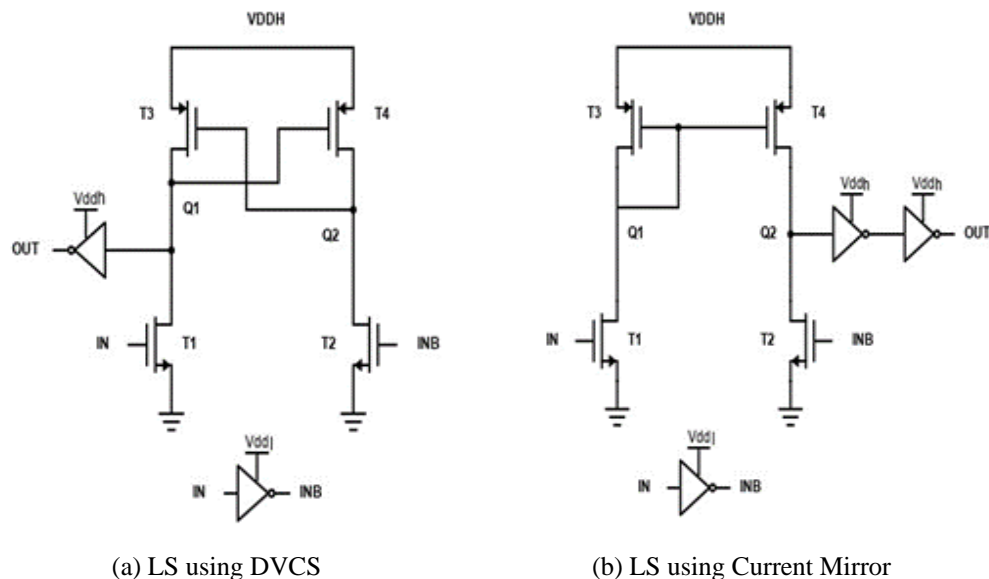 VDDH
T3
T4
Vddh
Q1
Q2
OUT
IN
T1
T2
INB
Vddl
IN
INB
(a) LS using DVCS
VDDH
T3
T4
Vddh
Vddh
Q1
Q2
OUT
IN
T1
T2
INB
Vddl
IN
INB
(b) LS using Current Mirror